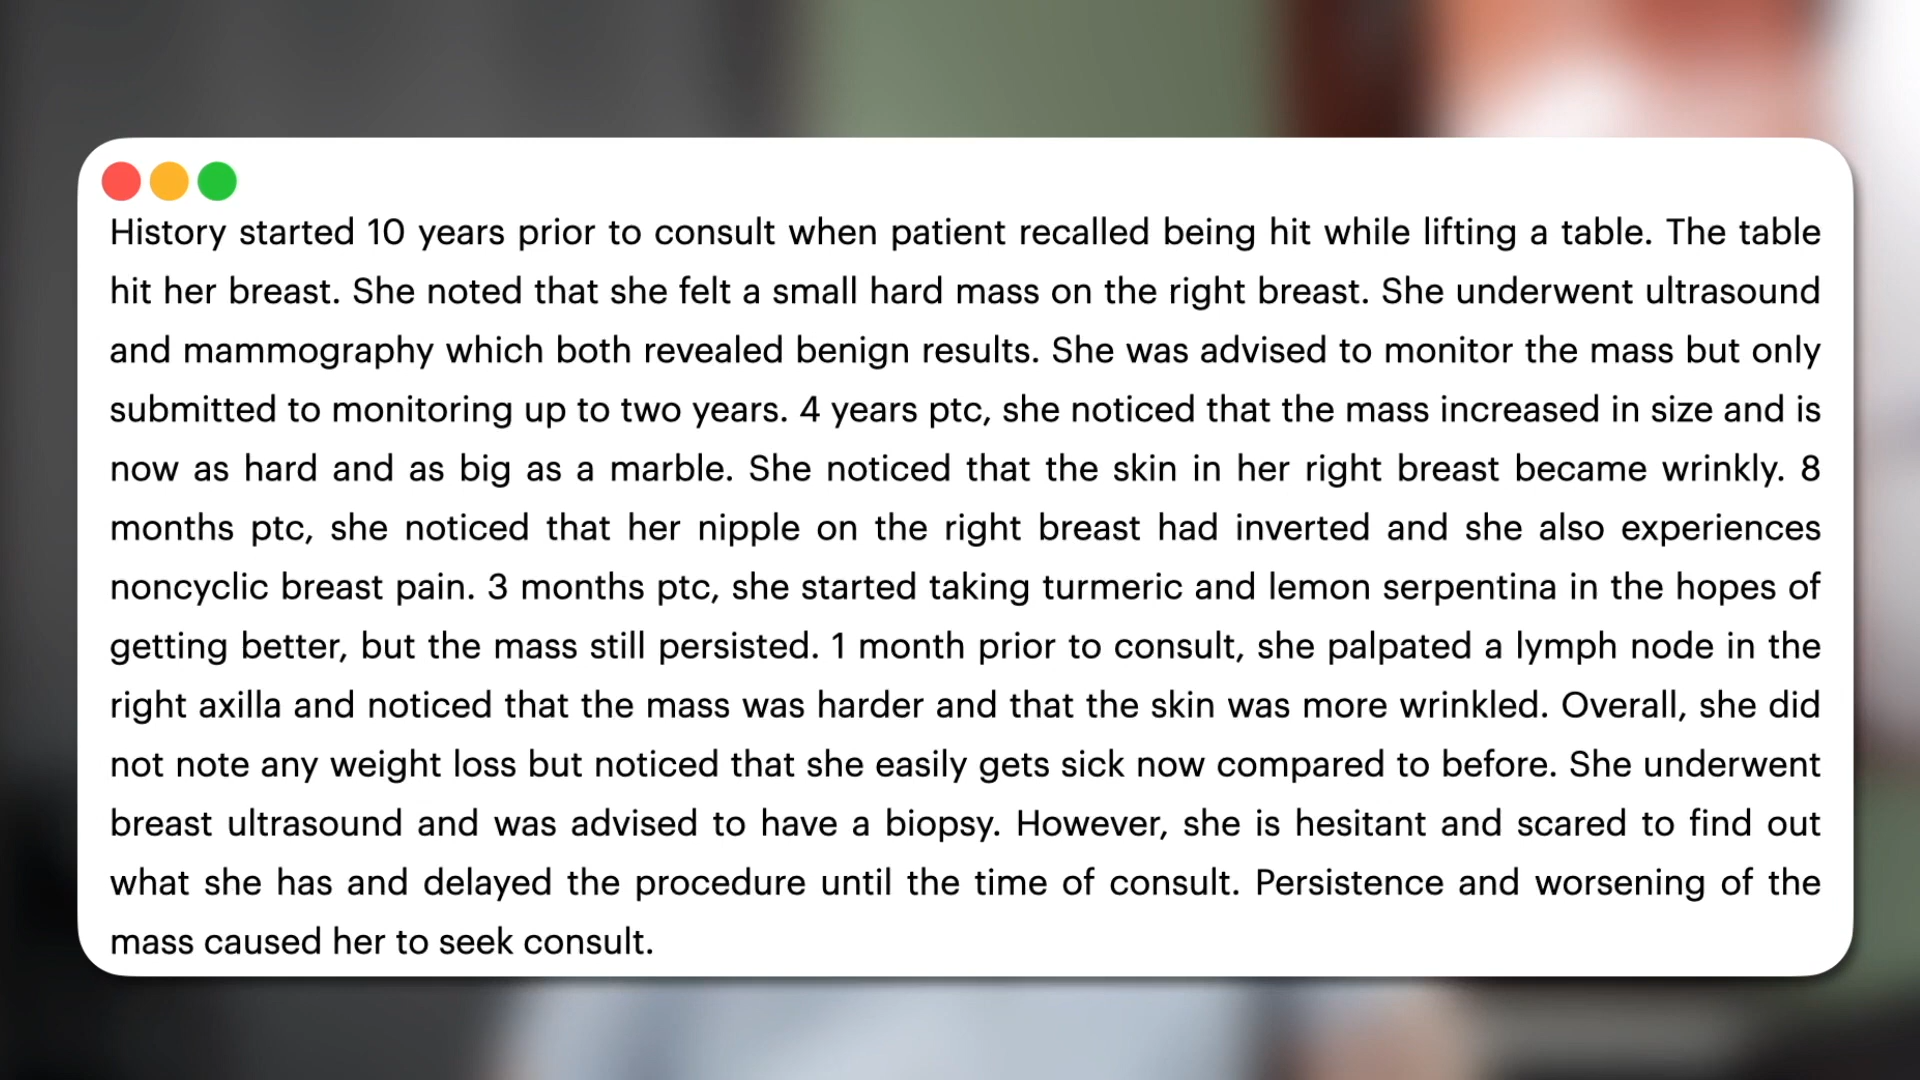 History started 10 years prior to consult when patient recalled being hit while lifting a table. The table
hit her breast. She noted that she felt a small hard mass on the right breast. She underwent ultrasound
and mammography which both revealed benign results. She was advised to monitor the mass but only
submitted to monitoring up to two years. 4 years ptc, she noticed that the mass increased in size and is
now as hard and as big as a marble. She noticed that the skin in her right breast became wrinkly. 8
months ptc, she noticed that her nipple on the right breast had inverted and she also experiences
noncyclic breast pain. 3 months ptc, she started taking turmeric and lemon serpentina in the hopes of
getting better, but the mass still persisted. 1 month prior to consult, she palpated a lymph node in the
right axilla and noticed that the mass was harder and that the skin was more wrinkled. Overall, she did
not note any weight loss but noticed that she easily gets sick now compared to before. She underwent
breast ultrasound and was advised to have a biopsy. However, she is hesitant and scared to find out
what she has and delayed the procedure until the time of consult. Persistence and worsening of the
mass caused her to seek consult.